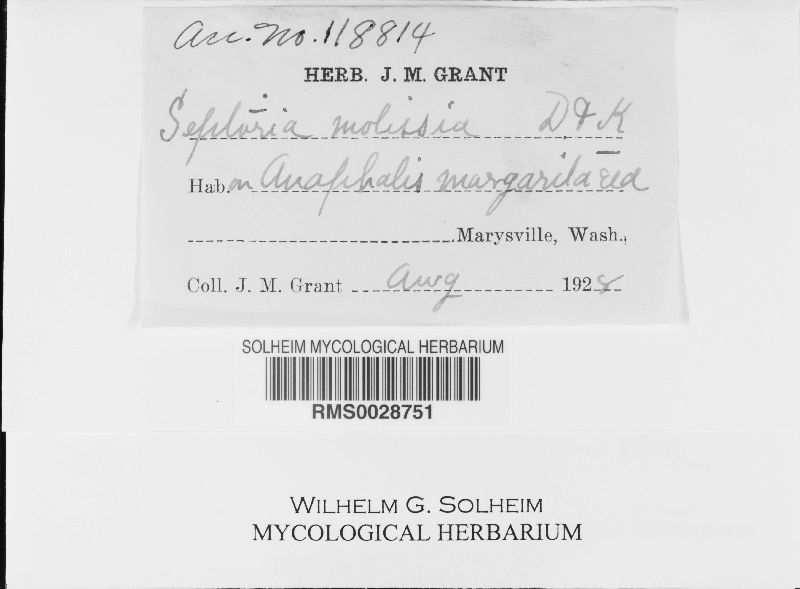 Acc. No. 118814
HERB. J. M. GRANT
Septoria molissia D. & K
Hab. on Anaphalis margaritacea
Marysville, Wash.,
Coll. J. M. Grant Aug 1928
SOLHEIM MYCOLOGICAL HERBARIUM
RMS0028751
WILHELM G. SOLHEIM
MYCOLOGICAL HERBARIUM